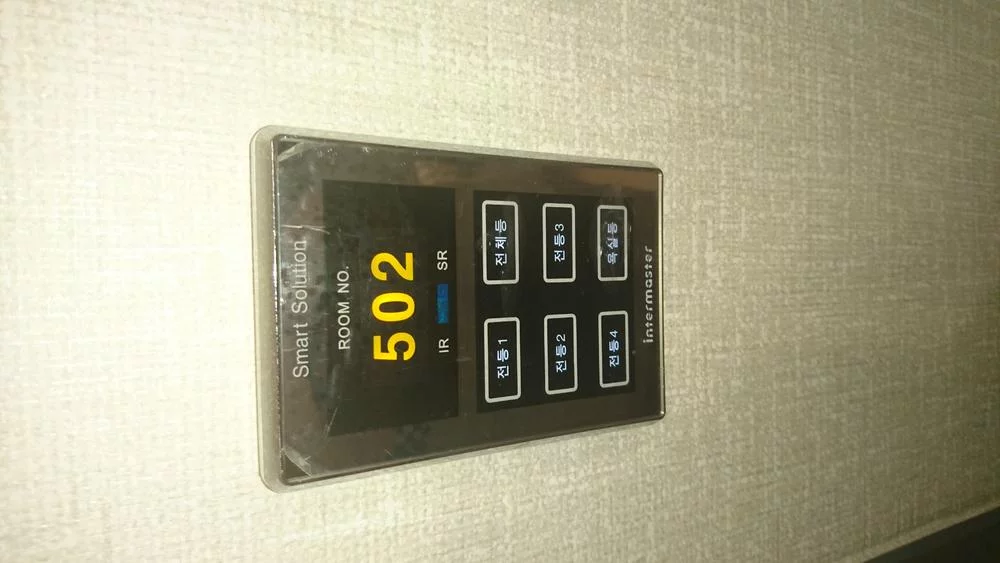 Smart Solution
ROOM NO.
502
IR SR
전등1 전체등
전등2 전등3
전등4 욕실등
intermaster